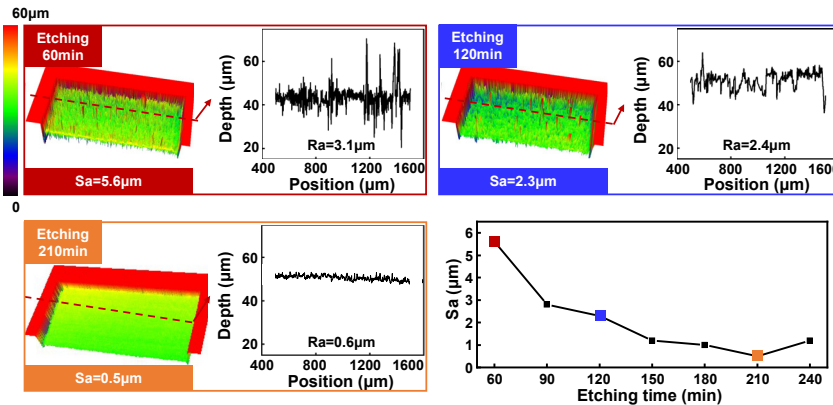 60μm
0
Etching
60min
Sa=5.6μm
Depth (μm)
60
40
20
Ra=3.1μm
400
800
1200
1600
Position (μm)
Etching
120min
Sa=2.3μm
Depth (μm)
60
40
20
Ra=2.4μm
400
800
1200
1600
Position (μm)
Etching
210min
Sa=0.5μm
Depth (μm)
60
40
20
Ra=0.6μm
400
800
1200
1600
Position (μm)
Sa (μm)
6
5
4
3
2
1
0
60
90
120
150
180
210
240
Etching time (min)